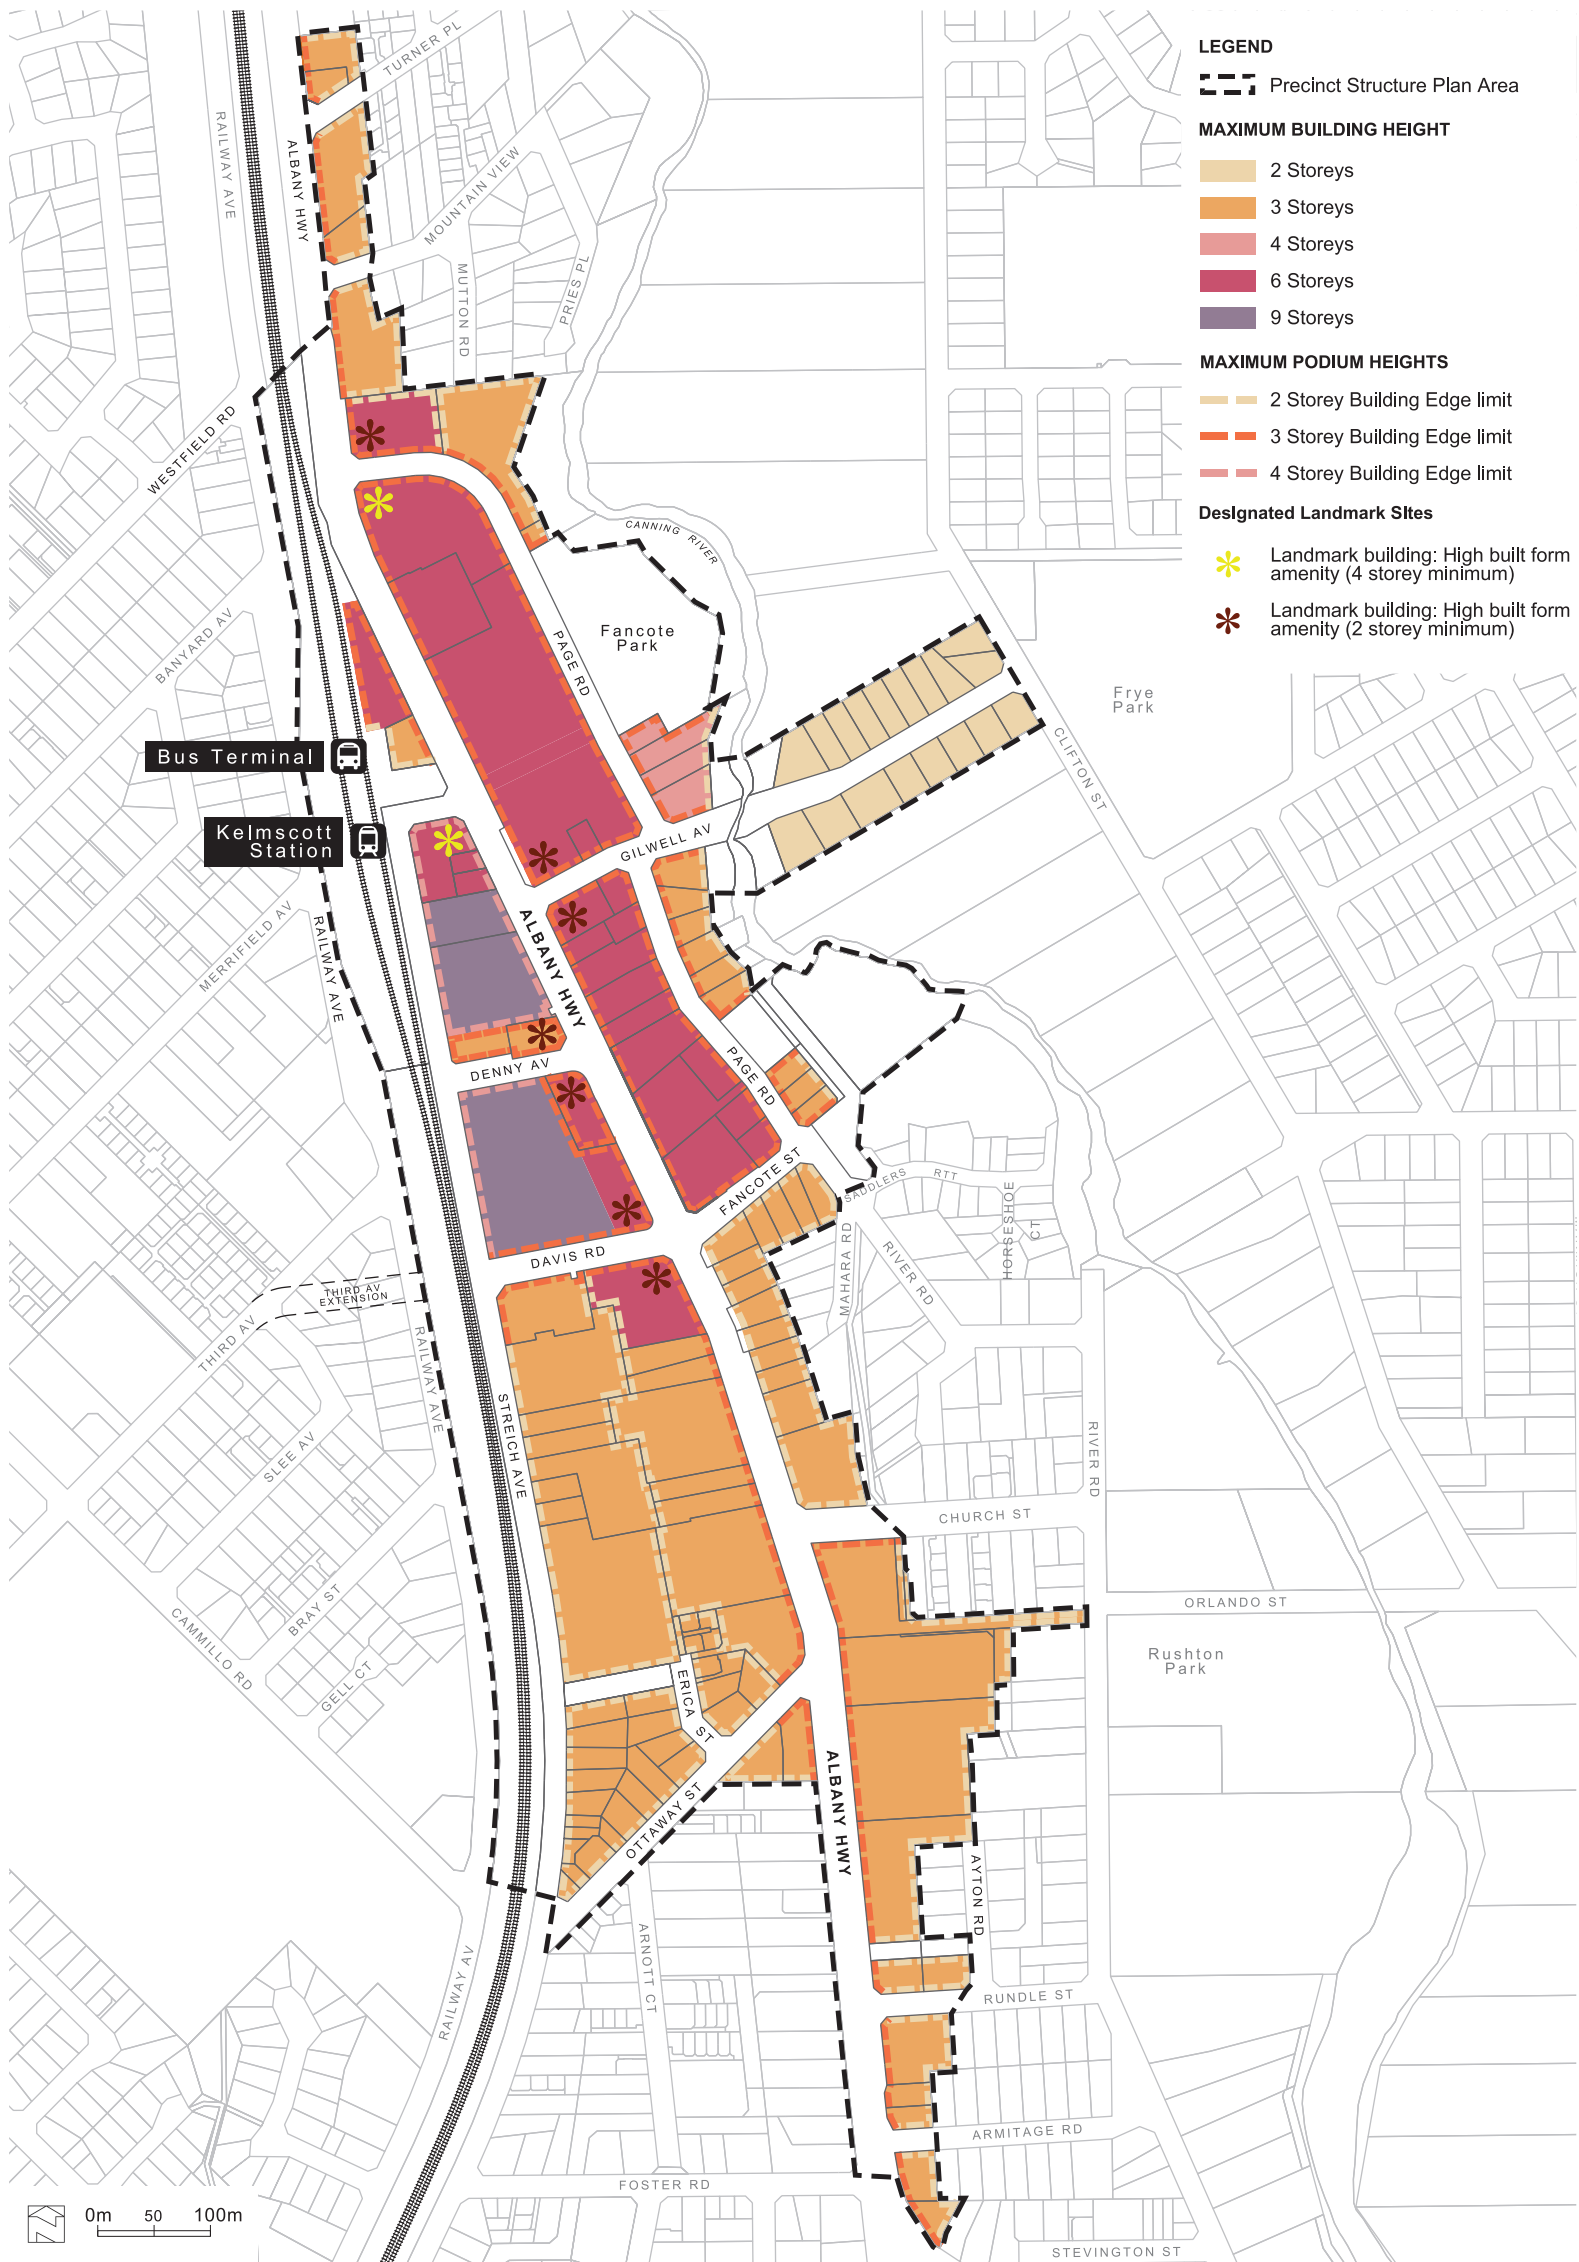 LEGEND
Precinct Structure Plan Area
MAXIMUM BUILDING HEIGHT
2 Storeys
3 Storeys
4 Storeys
6 Storeys
9 Storeys
MAXIMUM PODIUM HEIGHTS
2 Storey Building Edge limit
3 Storey Building Edge limit
4 Storey Building Edge limit
Designated Landmark Sites
Landmark building: High built form
amenity (4 storey minimum)
Landmark building: High built form
amenity (2 storey minimum)
TURNER PL
RAILWAY AVE
ALBANY HWY
MOUNTAIN VIEW
MUTTON RD
PRIES PL
WESTFIELD RD
CANNING RIVER
BANYARD AV
PAGE RD
Fancote
Park
Frye
Park
CLIFTON ST
Bus Terminal
Kelmscott
Station
GILWELL AV
MERRIFIELD AV
RAILWAY AVE
ALBANY HWY
DENNY AV
PAGE RD
FANCOTE ST
SADDLERS RTT
HORSESHOE
CT
MAHARA RD
RIVER RD
DAVIS RD
THIRD AV
EXTENSION
THIRD AV
RAILWAY AVE
STREICH AVE
SLEE AV
RIVER RD
CHURCH ST
ORLANDO ST
BRAY ST
CAMMILLO RD
GELL CT
ERICA ST
Rushton
Park
OTTAWAY ST
ALBANY HWY
AYTON RD
ARNOTT CT
RAILWAY AV
RUNDLE ST
ARMITAGE RD
FOSTER RD
STEVINGTON ST
0m 50 100m